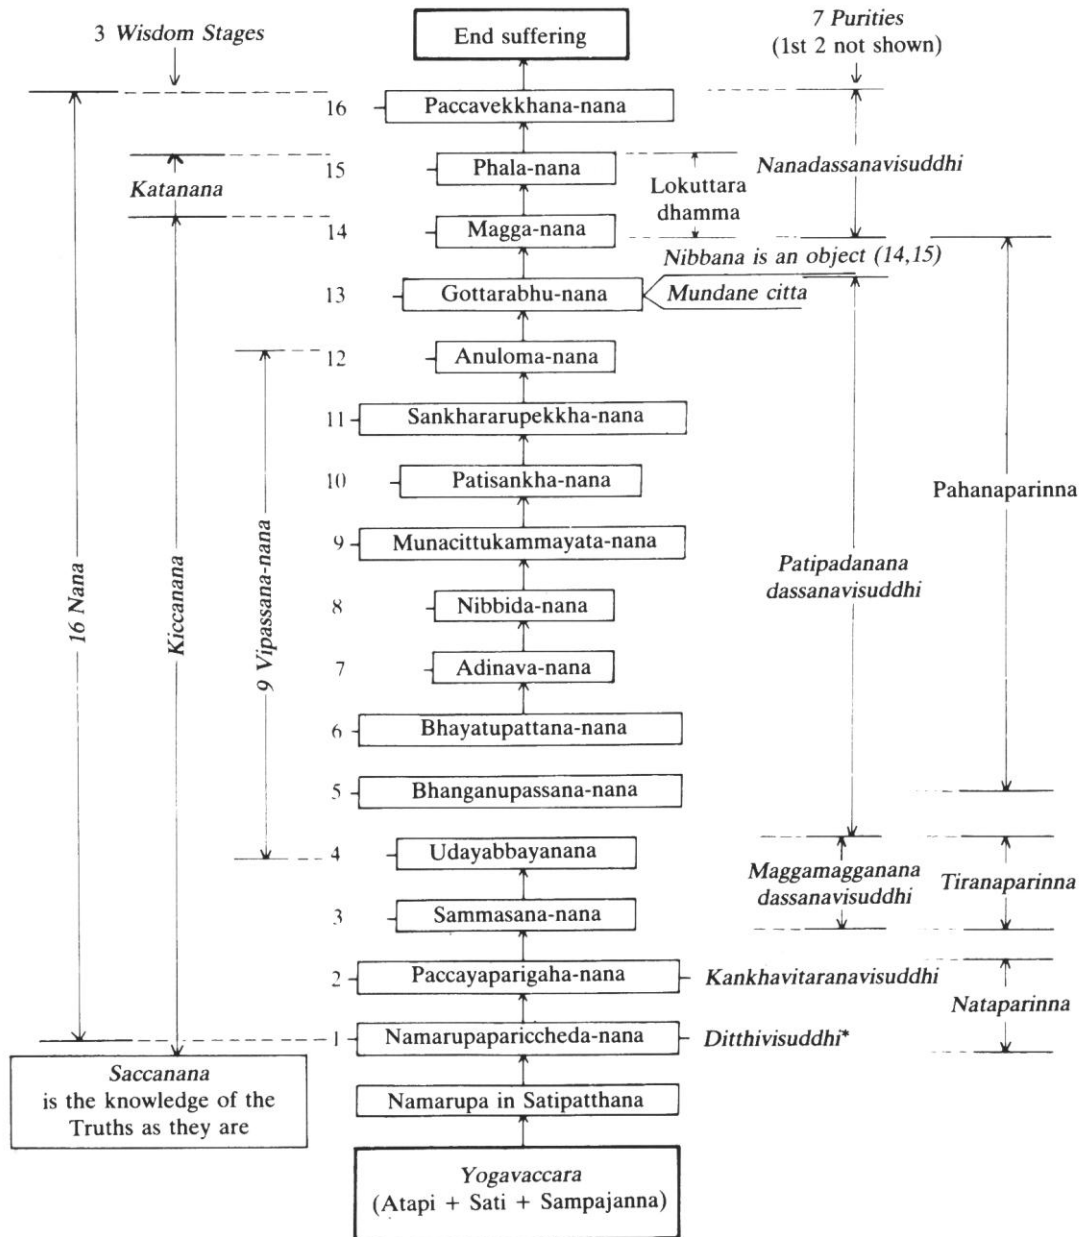 3 Wisdom Stages
End suffering
7 Purities
(1st 2 not shown)
16
Paccavekkhana-nana
15
Phala-nana
Katanana
Lokuttara
dhamma
Nanadassanavisuddhi
14
Magga-nana
Nibbana is an object (14,15)
13
Gottarabhu-nana
Mundane citta
12
Anuloma-nana
11
Sankhararupekkha-nana
10
Patisankha-nana
Pahanaparinna
9
Munacittukammayata-nana
Patipadanana
dassanavisuddhi
16 Nana
Kiccanana
9 Vipassana-nana
8
Nibbida-nana
7
Adinava-nana
6
Bhayatupattana-nana
5
Bhanganupassana-nana
4
Udayabbayanana
Maggamagganana
dassanavisuddhi
Tiranaparinna
3
Sammasana-nana
2
Paccayaparigaha-nana
Kankhavitaranavisuddhi
Nataparinna
1
Namarupapariccheda-nana
Ditthivisuddhi*
Saccanana
is the knowledge of the
Truths as they are
Namarupa in Satipatthana
Yogavaccara
(Atapi + Sati + Sampajanna)